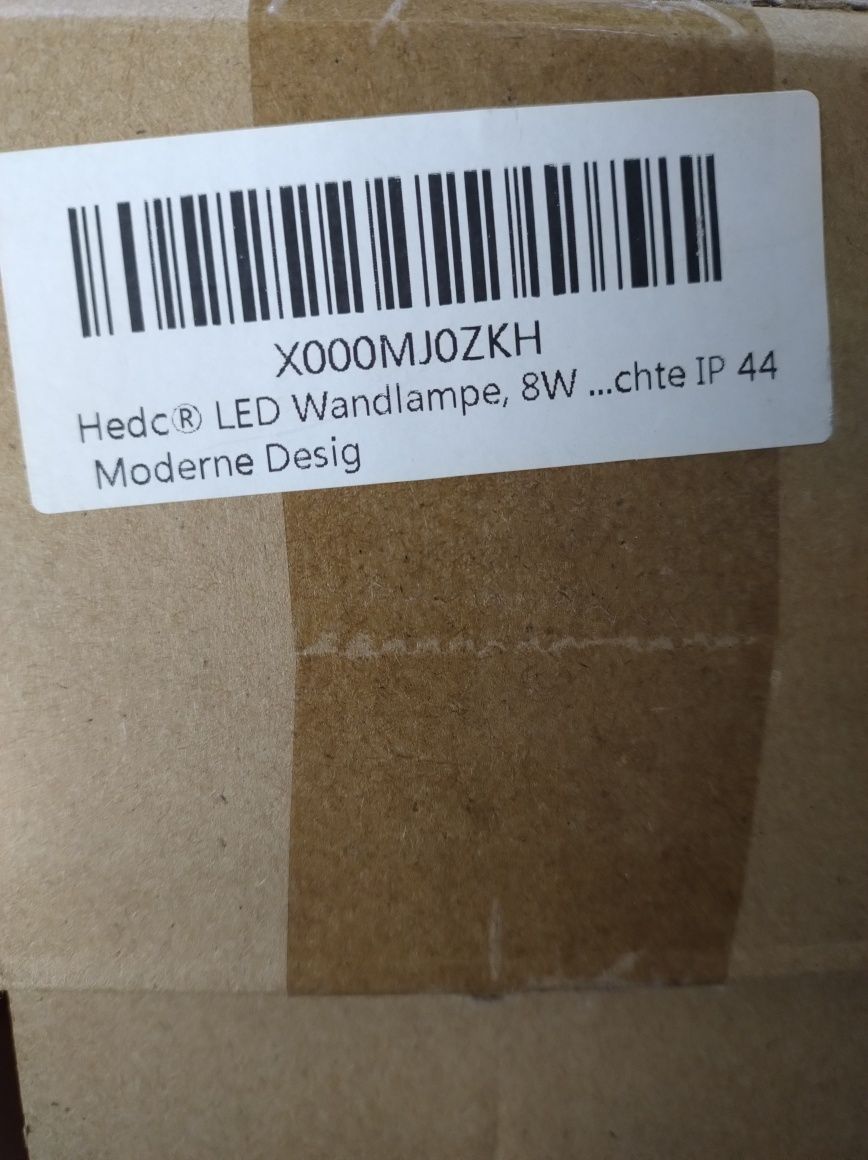 X000MJ0ZKH
Hedc® LED Wandlampe, 8W ...chte IP 44
Moderne Desig